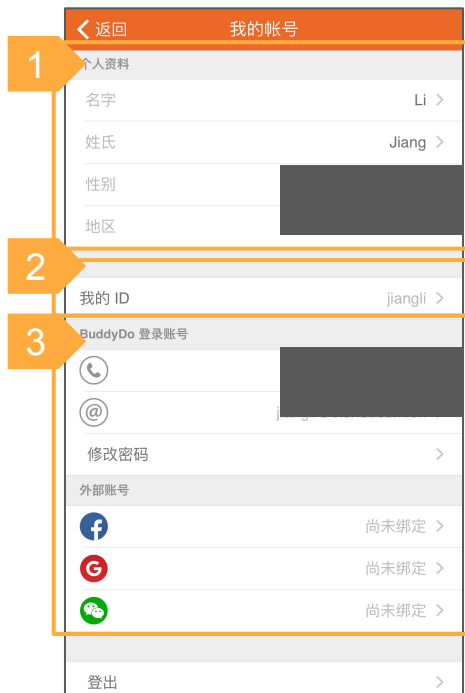 返回
我的帐号
1
个人资料
名字
Li
姓氏
Jiang
性别
地区
2
我的 ID
jiangli
3
BuddyDo 登录账号
修改密码
外部账号
尚未绑定
尚未绑定
尚未绑定
登出